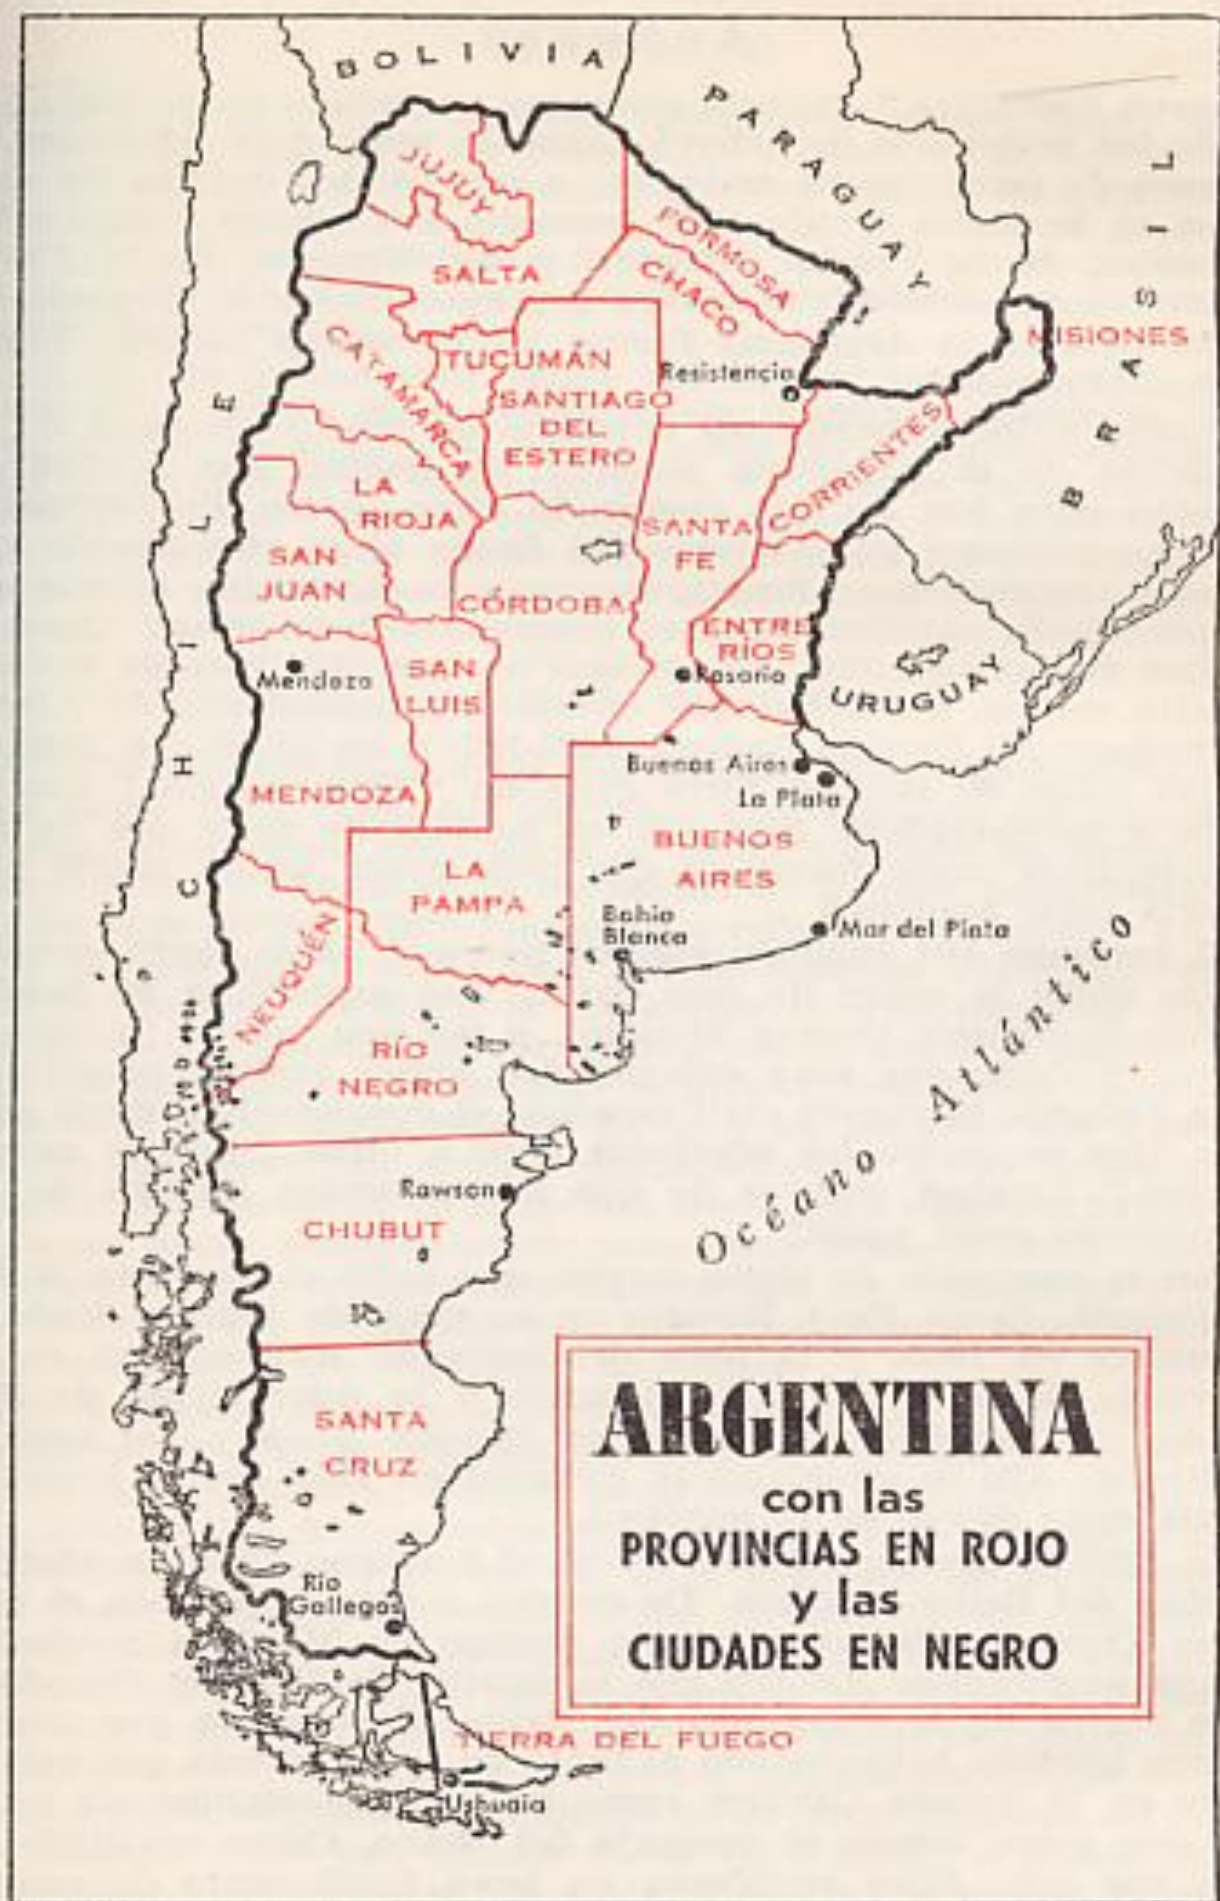 BOLIVIA
PARAGUAY
BRASIL
CHILE
JUJUY
FORMOSA
SALTA
CHACO
MISIONES
CATAMARCA
TUCUMÁN
Resistencia
SANTIAGO
DEL
ESTERO
CORRIENTES
LA
RIOJA
SANTA
FE
SAN
JUAN
CÓRDOBA
ENTRE
RÍOS
Mendoza
SAN
LUIS
Rosario
URUGUAY
Buenos Aires
La Plata
MENDOZA
BUENOS
AIRES
LA
PAMPA
Bahía
Blanca
Mar del Plata
NEUQUÉN
RÍO
NEGRO
Océano Atlántico
Rawson
CHUBUT
SANTA
CRUZ
Río
Gallegos
ARGENTINA
con las
PROVINCIAS EN ROJO
y las
CIUDADES EN NEGRO
TIERRA DEL FUEGO
Ushuaia